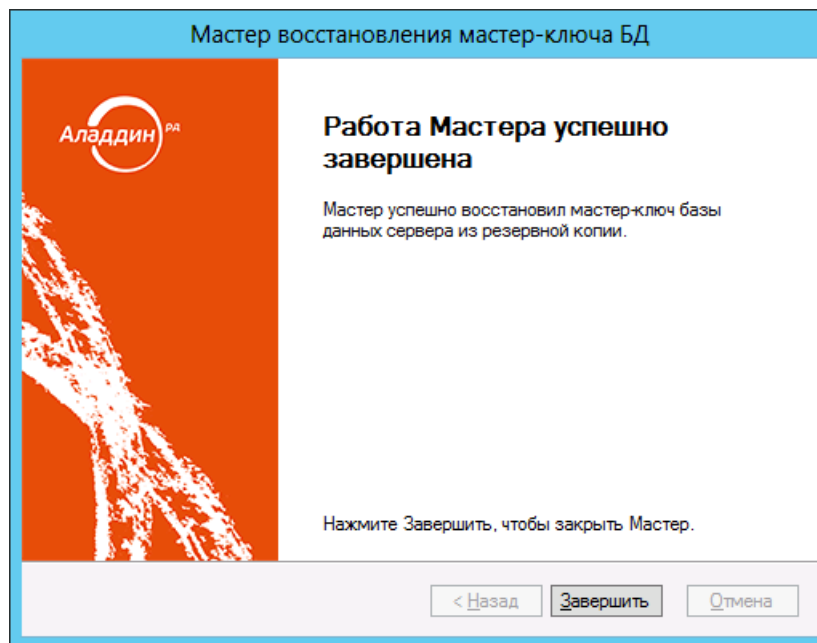 Мастер восстановления мастер-ключа БД
Аладдин РД
Работа Мастера успешно
завершена
Мастер успешно восстановил мастер-ключ базы
данных сервера из резервной копии.
Нажмите Завершить, чтобы закрыть Мастер.
< Назад
Завершить
Отмена